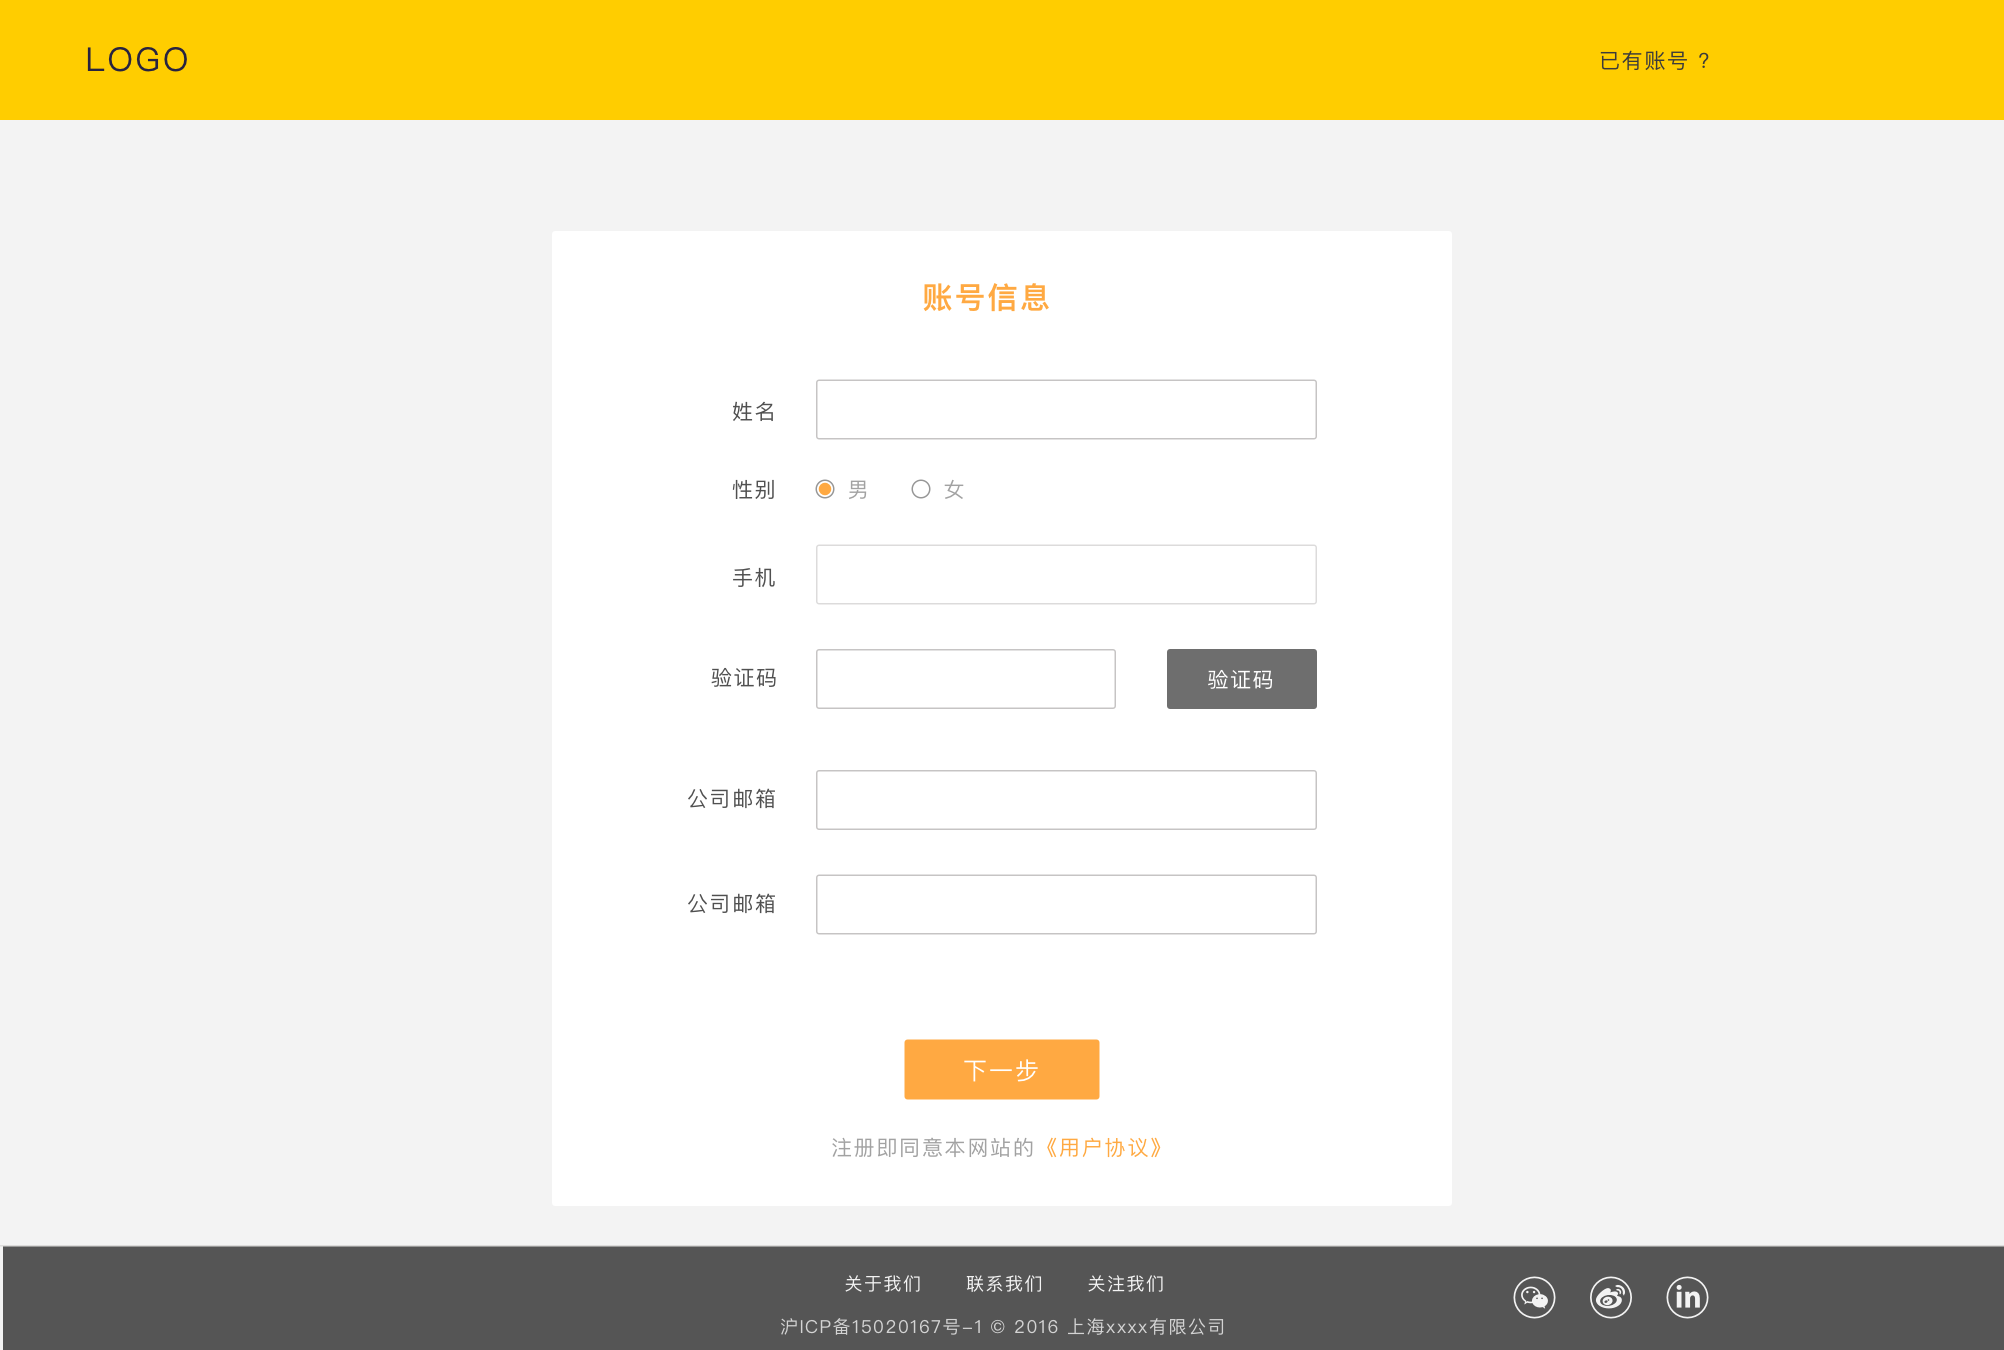 LOGO
已有账号 ？
账号信息
姓名
性别 男 女
手机
验证码 验证码
公司邮箱
公司邮箱
下一步
注册即同意本网站的《用户协议》
关于我们 联系我们 关注我们
沪ICP备15020167号-1 © 2016 上海xxxx有限公司
in